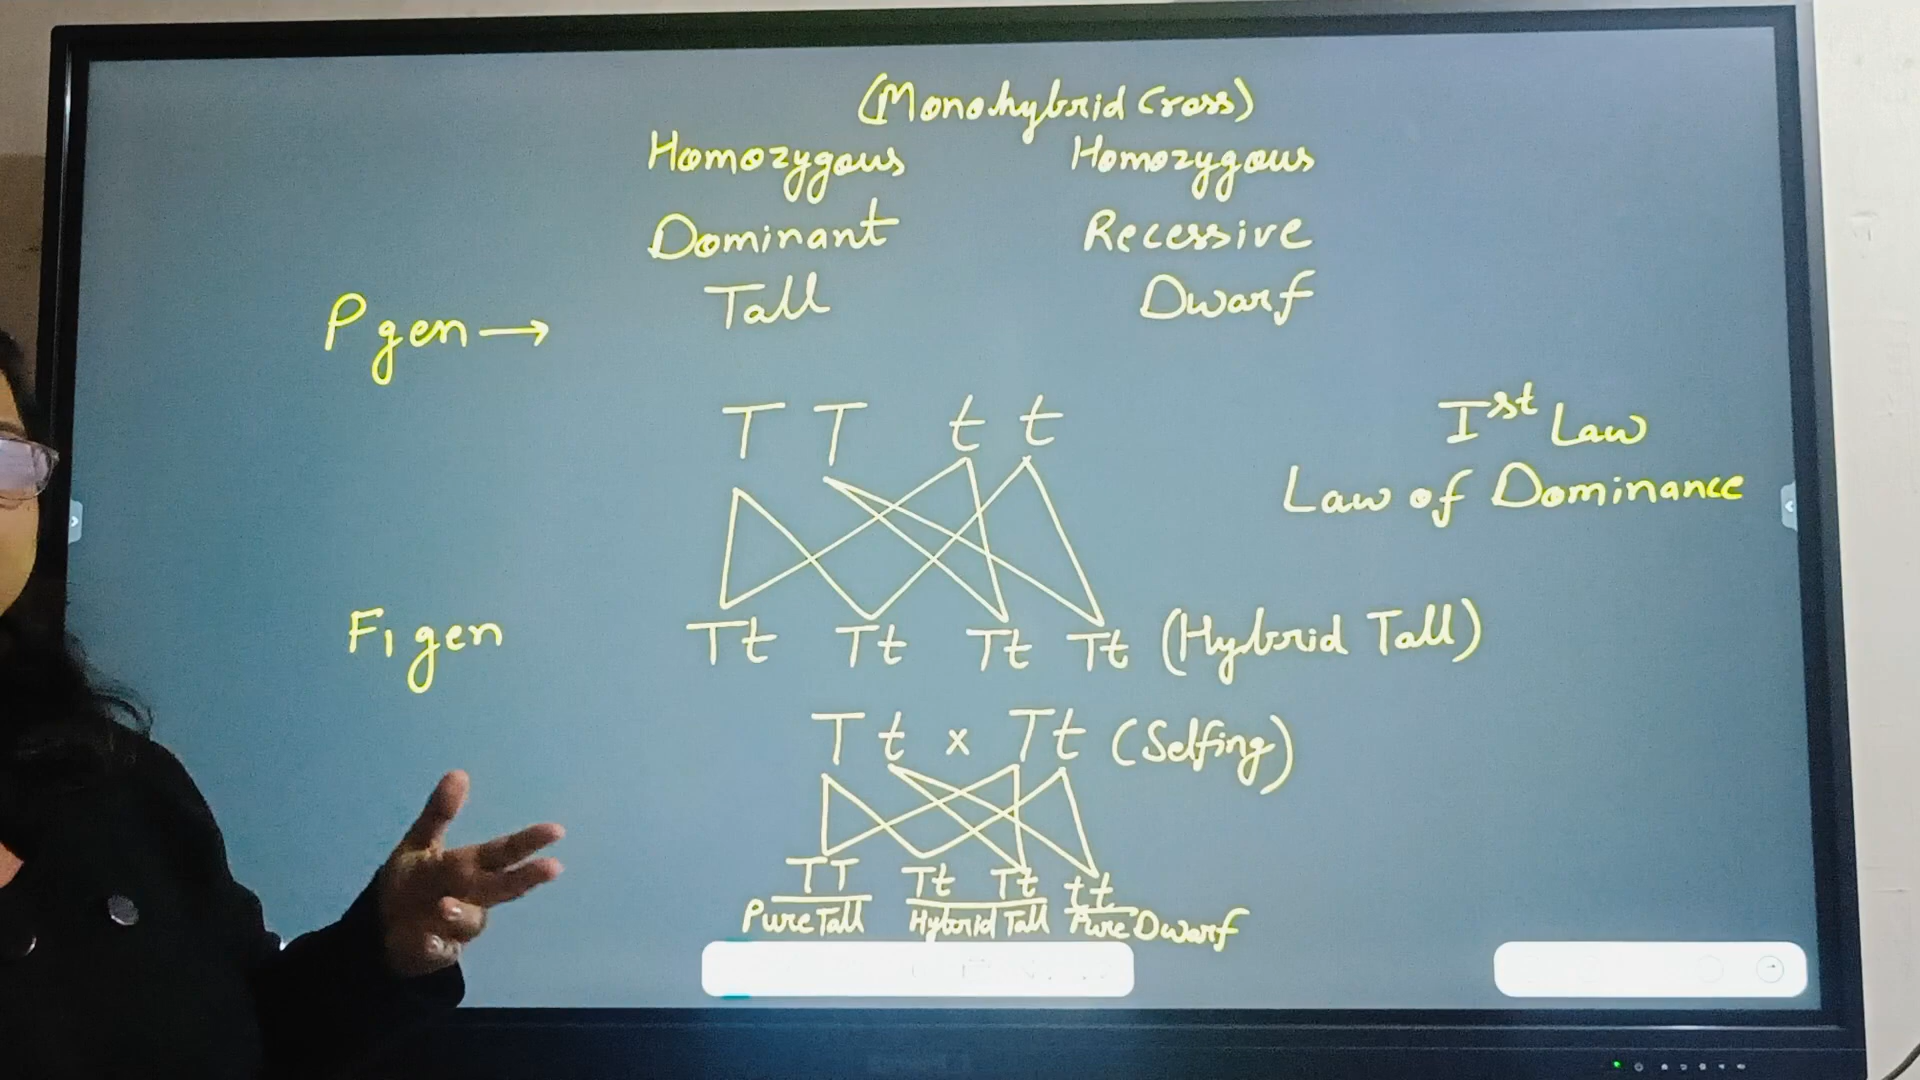 (Monohybrid Cross)
Homozygous Homozygous
Dominant Recessive
Tall Dwarf
P gen →
T T t t
Ist Law
Law of Dominance
F1 gen
Tt Tt Tt Tt (Hybrid Tall)
T t x Tt (Selfing)
TT Tt Tt tt
Pure Tall Hybrid Tall Pure Dwarf